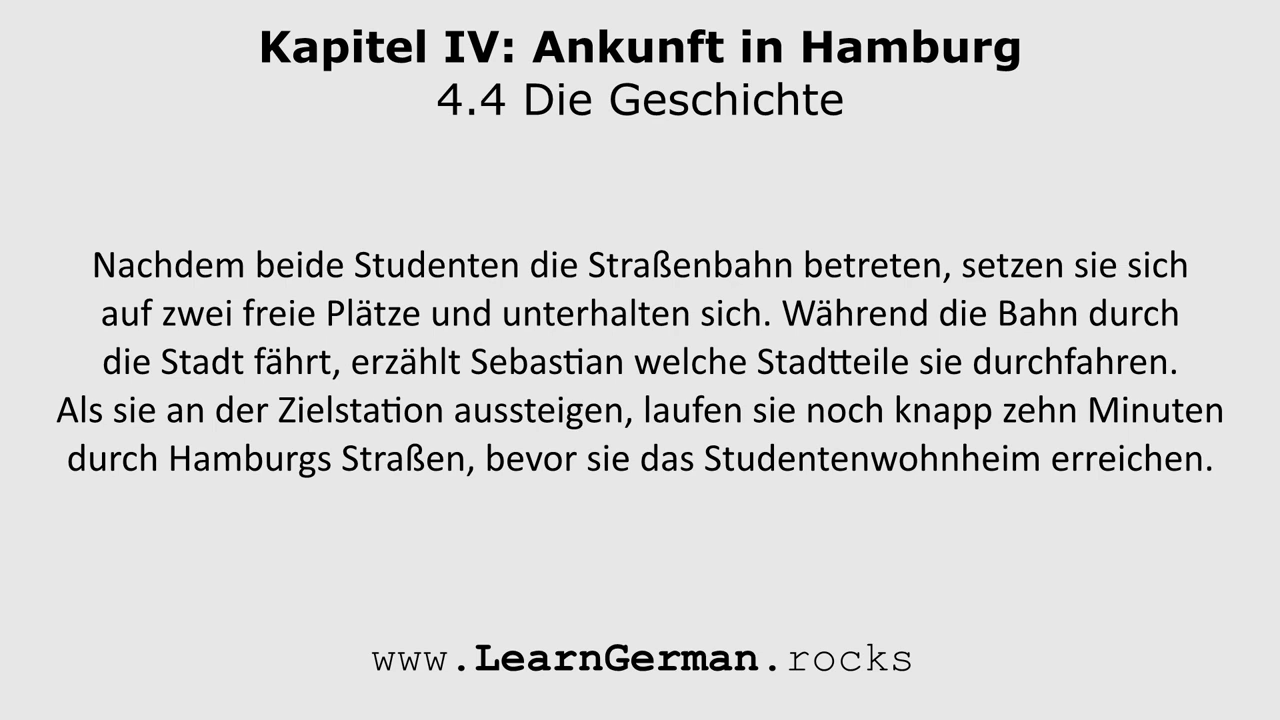 Kapitel IV: Ankunft in Hamburg
4.4 Die Geschichte
Nachdem beide Studenten die Straßenbahn betreten, setzen sie sich
auf zwei freie Plätze und unterhalten sich. Während die Bahn durch
die Stadt fährt, erzählt Sebastian welche Stadtteile sie durchfahren.
Als sie an der Zielstation aussteigen, laufen sie noch knapp zehn Minuten
durch Hamburgs Straßen, bevor sie das Studentenwohnheim erreichen.
www.LearnGerman.rocks